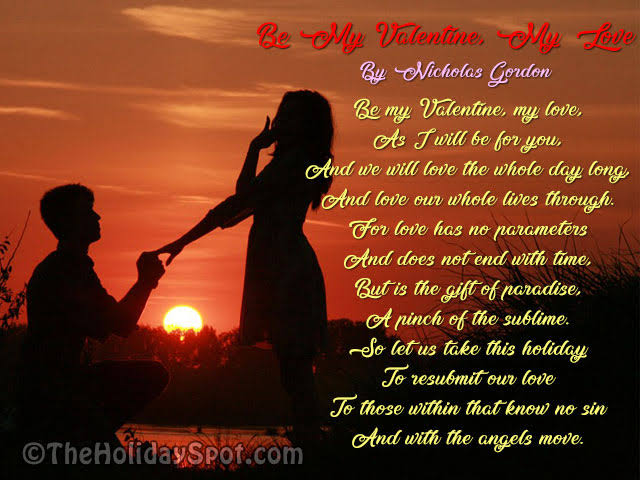 Be My Valentine, My Love
By Nicholas Gordon
Be my Valentine, my love,
As I will be for you,
And we will love the whole day long,
And love our whole lives through.
For love has no parameters
And does not end with time,
But is the gift of paradise,
A pinch of the sublime.
So let us take this holiday
To resubmit our love
To those within that know no sin
And with the angels move.
©TheHolidaySpot.com